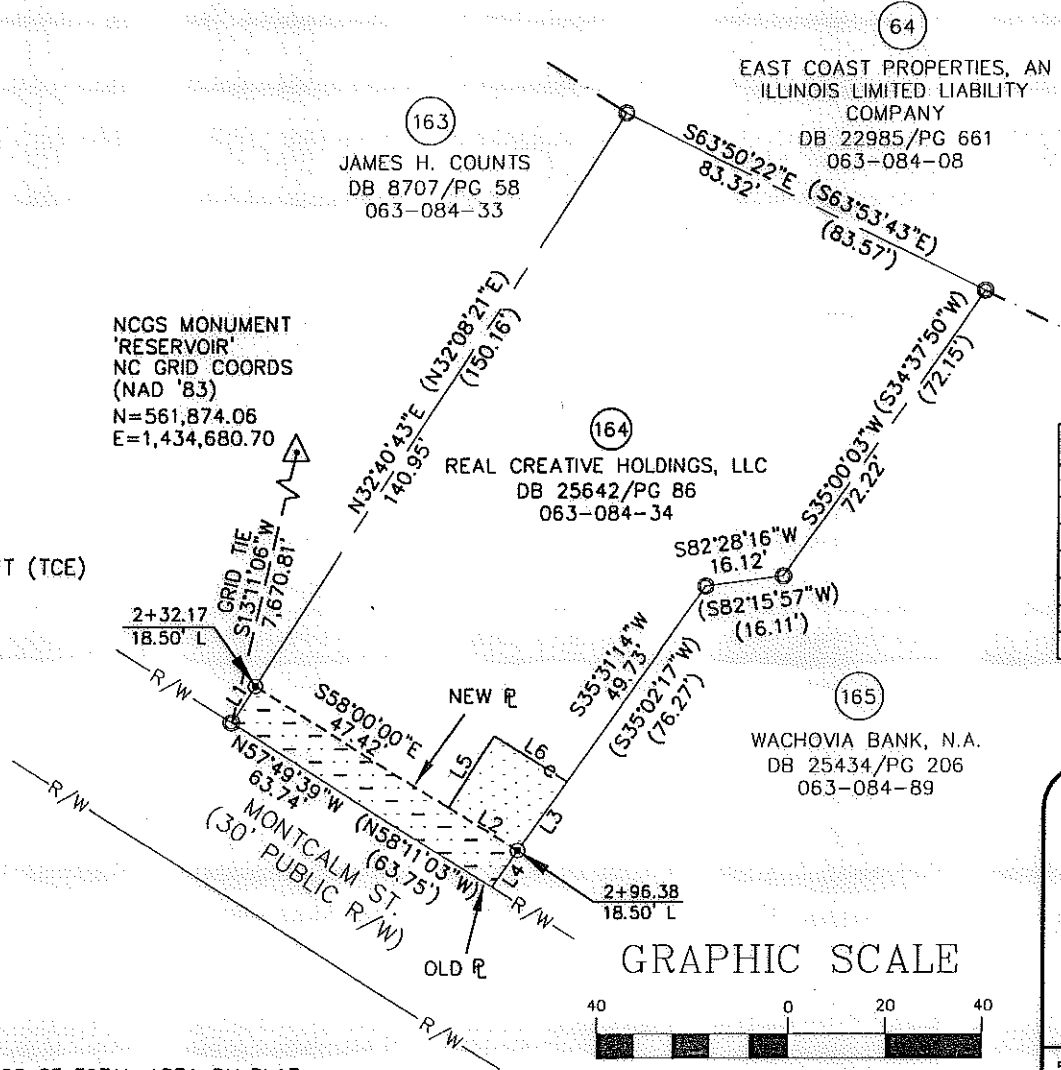 64
EAST COAST PROPERTIES, AN
ILLINOIS LIMITED LIABILITY
COMPANY
DB 22985/PG 661
063-084-08
163
JAMES H. COUNTS
DB 8707/PG 58
063-084-33
S63°50'22"E (S63°53'43"E)
83.32' (83.57')
NCGS MONUMENT
'RESERVOIR'
NC GRID COORDS
(NAD '83)
N=561,874.06
E=1,434,680.70
N32°40'43"E (N32°08'21"E)
140.95' (150.16')
S35°00'03"W (S34°37'50"W)
72.22' (72.15')
164
REAL CREATIVE HOLDINGS, LLC
DB 25642/PG 86
063-084-34
S82°28'16"W
16.12'
(S82°15'57"W)
(16.11')
GRID TIE
S13°11'06"W
7,670.81'
T (TCE)
2+32.17
18.50' L
S35°31'14"W
49.73'
(S35°02'17"W)
(76.27')
165
WACHOVIA BANK, N.A.
DB 25434/PG 206
063-084-89
R/W
L1
S58°00'00"E
47.42'
NEW PL
L5
L6
e
L2
L3
L4
N57°49'39"W (N58°11'03"W)
63.74' (63.75')
MONTCALM ST.
(30' PUBLIC R/W)
R/W
R/W
2+96.38
18.50' L
OLD PL
R/W
GRAPHIC SCALE
40 0 20 40